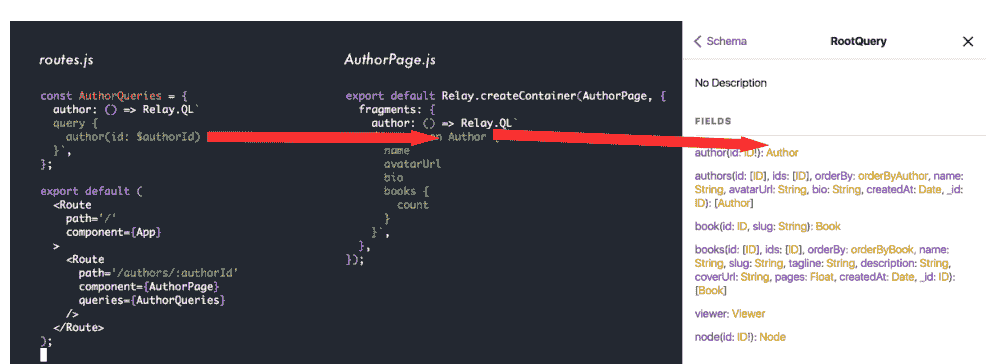 routes.js
const AuthorQueries = {
  author: () => Relay.QL`
  query {
    author(id: $authorId)
  }`,
};
export default (
  <Route
    path='/'
    component={App}
  >
    <Route
      path='/authors/:authorId'
      component={AuthorPage}
      queries={AuthorQueries}
    />
  </Route>
);
AuthorPage.js
export default Relay.createContainer(AuthorPage, {
  fragments: {
    author: () => Relay.QL`
      on Author {
        name
        avatarUrl
        bio
        books {
          count
        }
      }`,
  },
});
Schema
RootQuery
×
No Description
FIELDS
author(id: ID!): Author
authors(id: [ID], ids: [ID], orderBy: orderByAuthor, name:
String, avatarUrl: String, bio: String, createdAt: Date, _id:
ID): [Author]
book(id: ID, slug: String): Book
books(id: [ID], ids: [ID], orderBy: orderByBook, name:
String, slug: String, tagline: String, description: String,
coverUrl: String, pages: Float, createdAt: Date, _id: ID):
[Book]
viewer: Viewer
node(id: ID!): Node